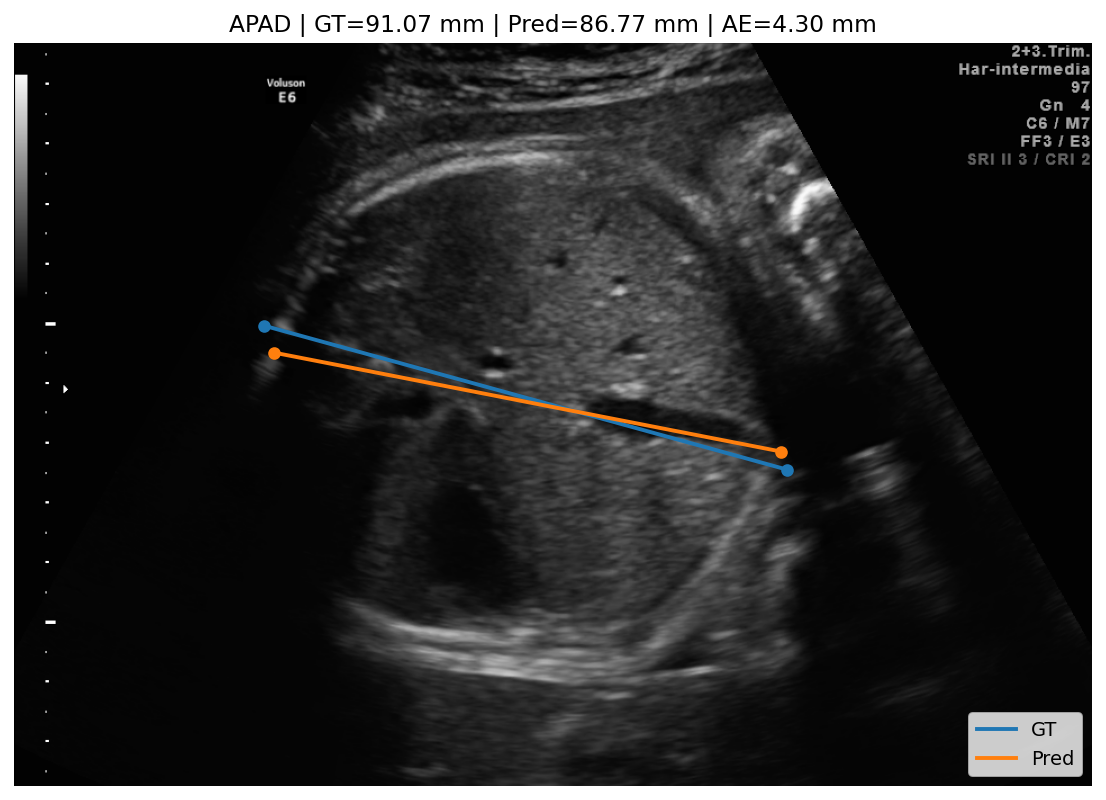 APAD | GT=91.07 mm | Pred=86.77 mm | AE=4.30 mm
Voluson
E6
2+3.Trim.
Har-intermedia
97
Gn 4
C6 / M7
FF3 / E3
SRI II 3 / CRI 2
GT
Pred